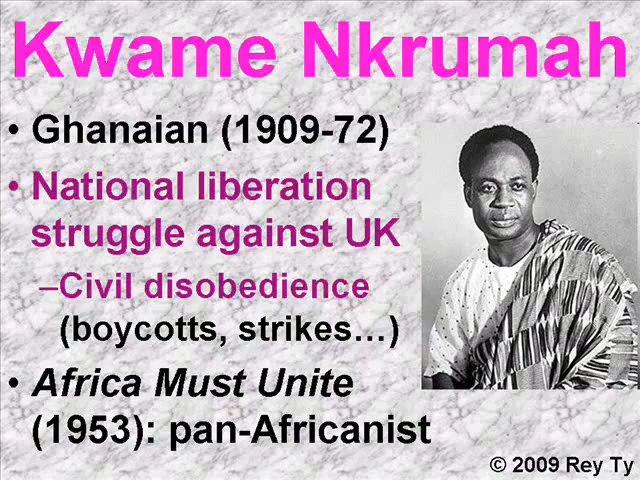 Kwame Nkrumah
• Ghanaian (1909-72)
• National liberation
struggle against UK
–Civil disobedience
(boycotts, strikes…)
• Africa Must Unite
(1953): pan-Africanist
© 2009 Rey Ty